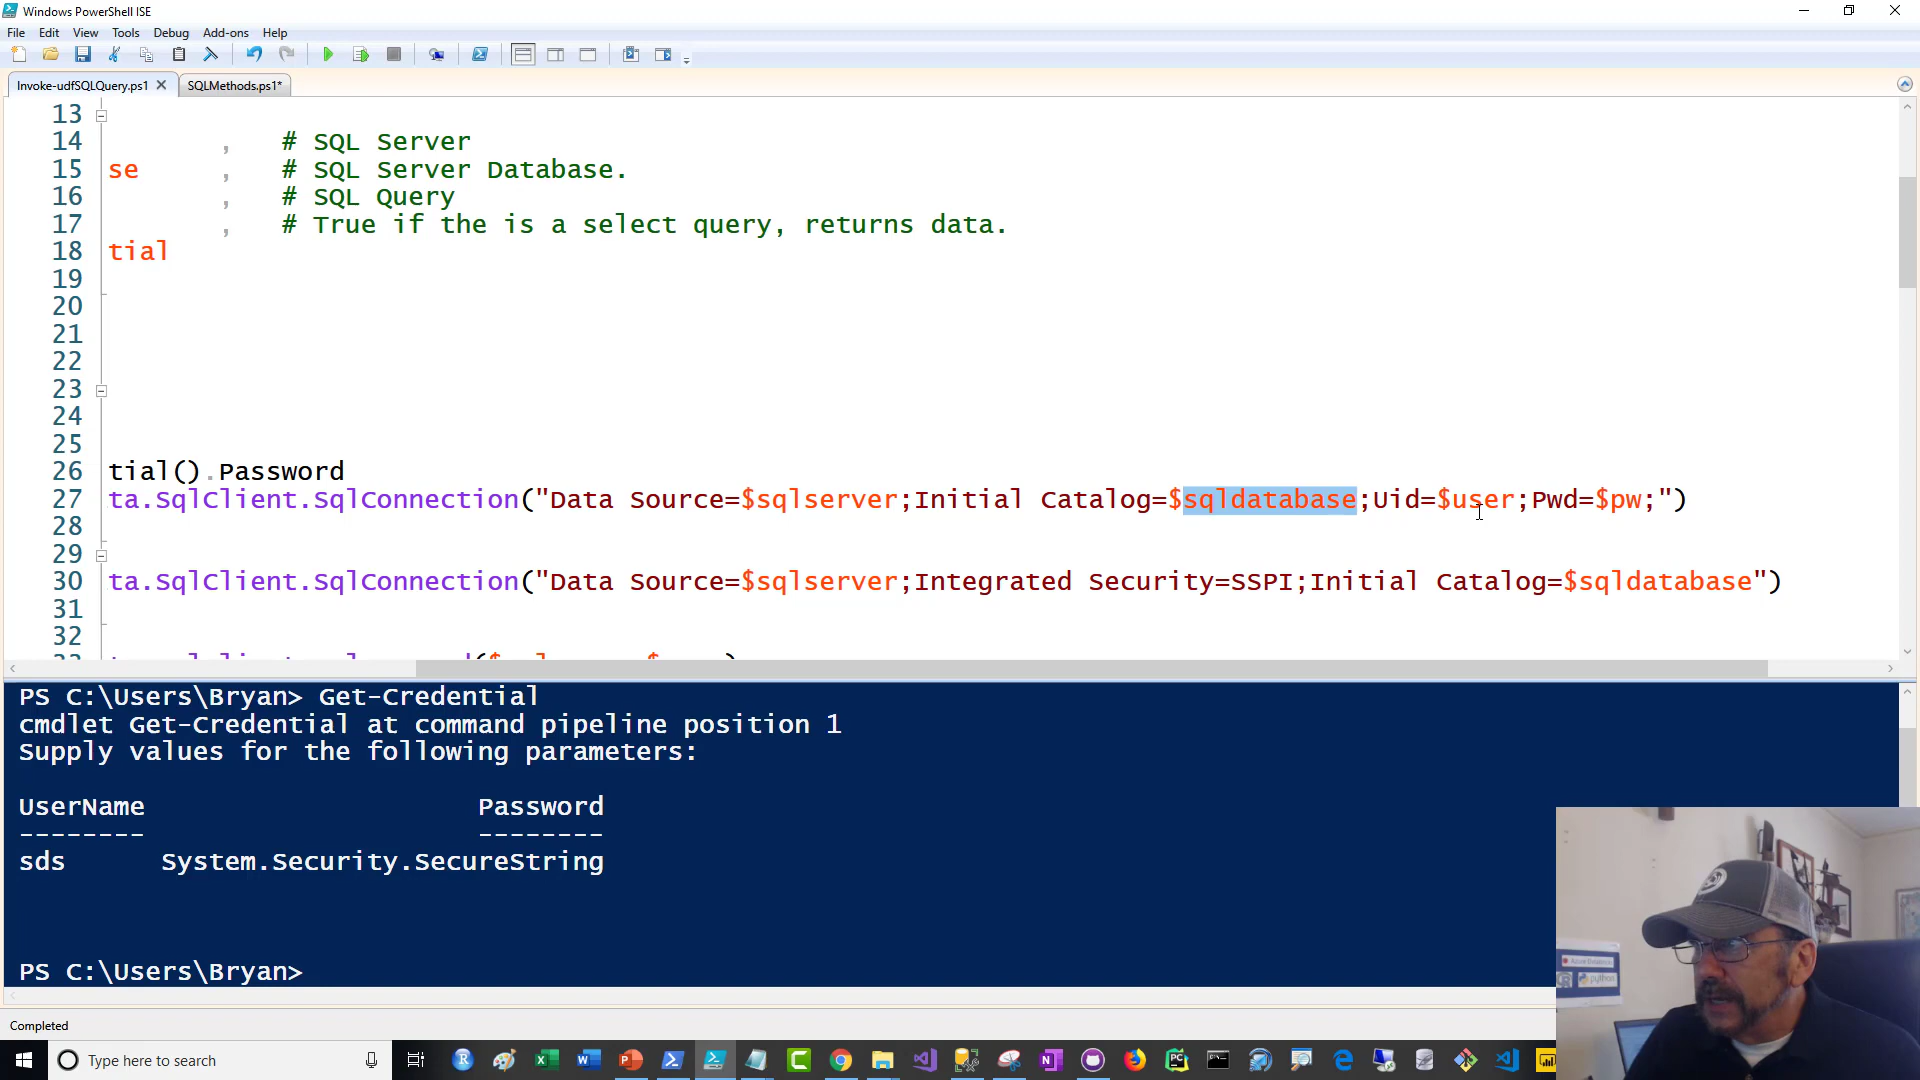 Windows PowerShell ISE
File Edit View Tools Debug Add-ons Help
Invoke-udfSQLQuery.ps1 SQLMethods.ps1*
13
14 , # SQL Server
15 se , # SQL Server Database.
16 , # SQL Query
17 , # True if the is a select query, returns data.
18 tial
19
20
21
22
23
24
25
26 tial().Password
27 ta.SqlClient.SqlConnection("Data Source=$sqlserver;Initial Catalog=$sqldatabase;Uid=$user;Pwd=$pw;")
28
29
30 ta.SqlClient.SqlConnection("Data Source=$sqlserver;Integrated Security=SSPI;Initial Catalog=$sqldatabase")
31
32
PS C:\Users\Bryan> Get-Credential
cmdlet Get-Credential at command pipeline position 1
Supply values for the following parameters:
UserName Password
-------- --------
sds System.Security.SecureString
PS C:\Users\Bryan>
Completed
Type here to search
python